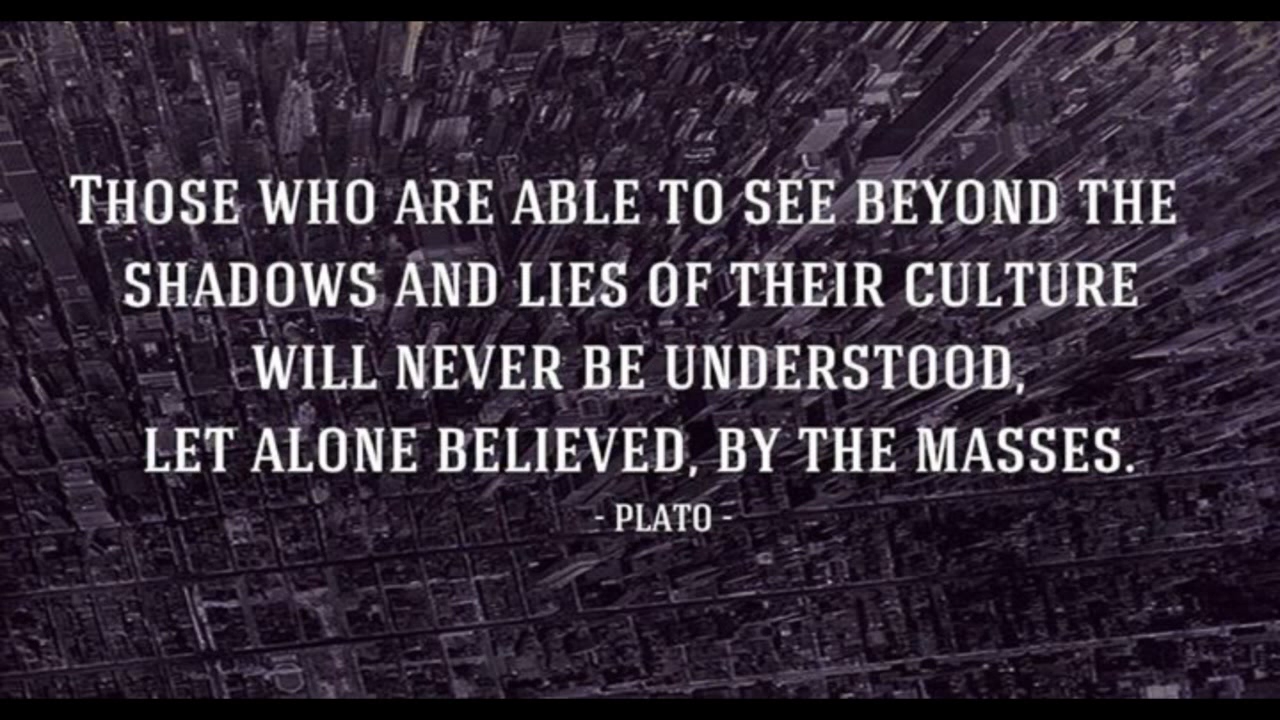 THOSE WHO ARE ABLE TO SEE BEYOND THE
SHADOWS AND LIES OF THEIR CULTURE
WILL NEVER BE UNDERSTOOD,
LET ALONE BELIEVED, BY THE MASSES.
- PLATO -